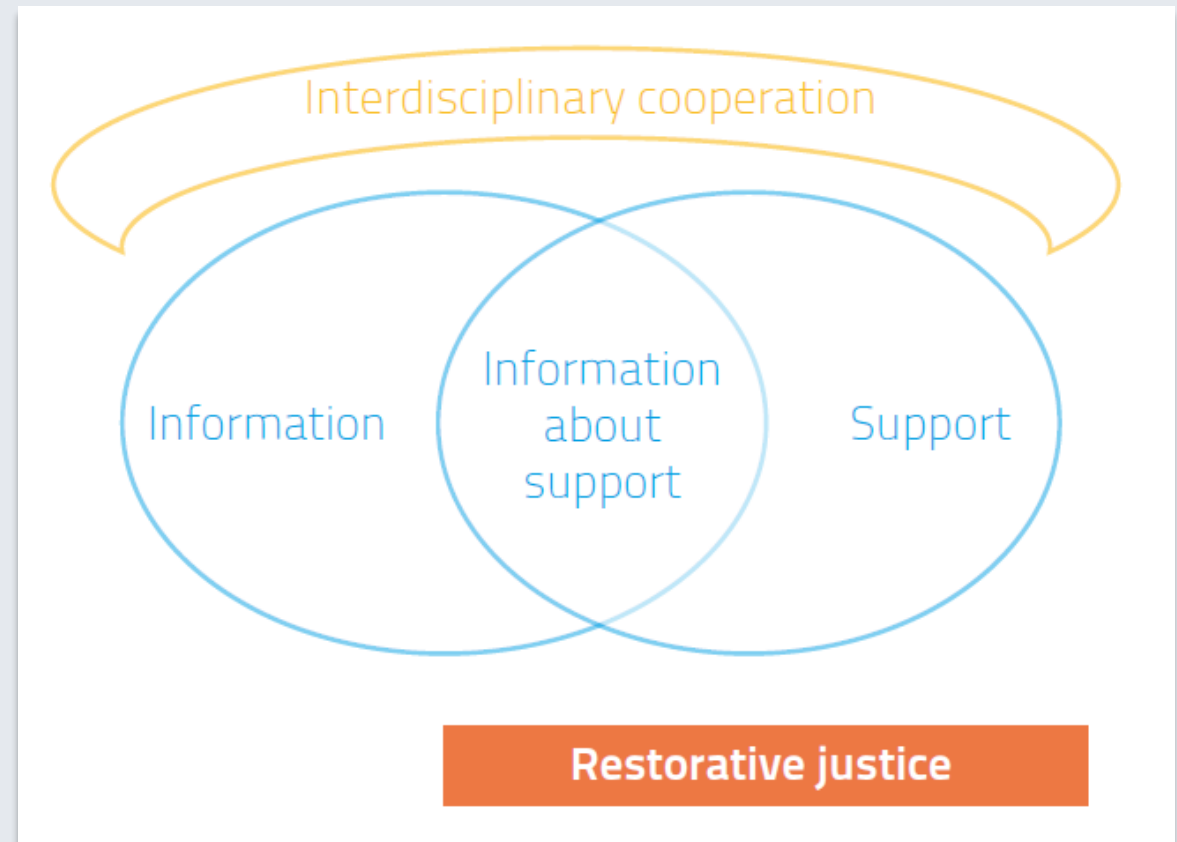 Interdisciplinary cooperation
Information
Information
about
support
Support
Restorative justice